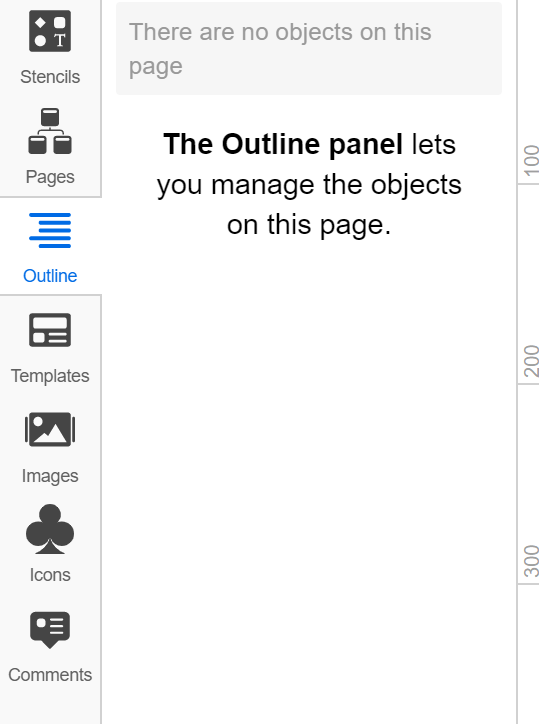 Stencils
Pages
Outline
Templates
Images
Icons
Comments
There are no objects on this
page
The Outline panel lets
you manage the objects
on this page.
100
200
300